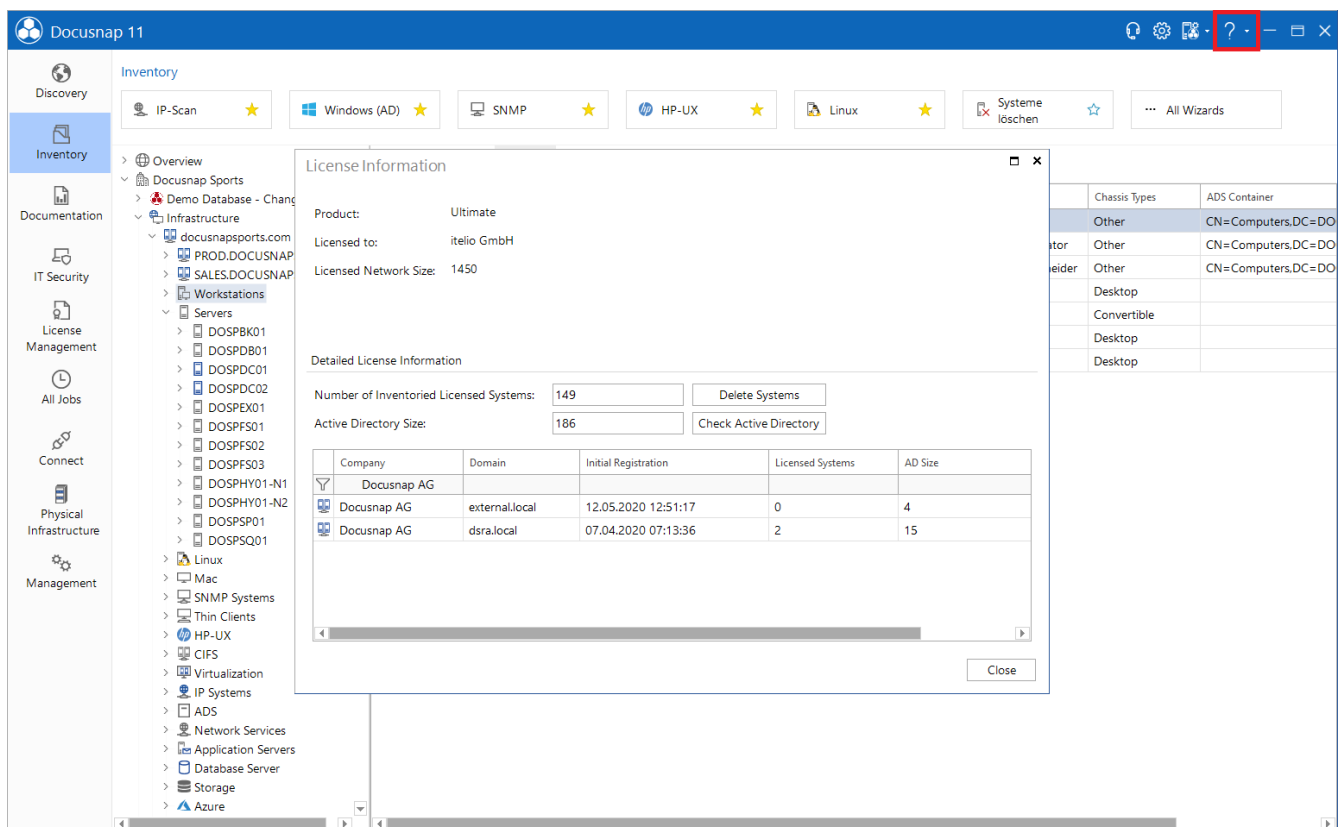 Docusnap 11
?
Discovery
Inventory
Documentation
IT Security
License
Management
All Jobs
Connect
Physical
Infrastructure
Management
Inventory
IP-Scan
Windows (AD)
SNMP
HP-UX
Linux
Systeme
löschen
All Wizards
Overview
Docusnap Sports
Demo Database - Chang
Infrastructure
docusnapsports.com
PROD.DOCUSNAP
SALES.DOCUSNAP
Workstations
Servers
DOSPBK01
DOSPDB01
DOSPDC01
DOSPDC02
DOSPEX01
DOSPFS01
DOSPFS02
DOSPFS03
DOSPHY01-N1
DOSPHY01-N2
DOSPSP01
DOSPSQ01
Linux
Mac
SNMP Systems
Thin Clients
HP-UX
CIFS
Virtualization
IP Systems
ADS
Network Services
Application Servers
Database Server
Storage
Azure
License Information
Product: Ultimate
Licensed to: itelio GmbH
Licensed Network Size: 1450
Detailed License Information
Number of Inventoried Licensed Systems: 149 Delete Systems
Active Directory Size: 186 Check Active Directory
Company Domain Initial Registration Licensed Systems AD Size
Docusnap AG
Docusnap AG external.local 12.05.2020 12:51:17 0 4
Docusnap AG dsra.local 07.04.2020 07:13:36 2 15
Close
Chassis Types ADS Container
Other CN=Computers,DC=DO
ator Other CN=Computers,DC=DO
neider Other CN=Computers,DC=DO
Desktop
Convertible
Desktop
Desktop